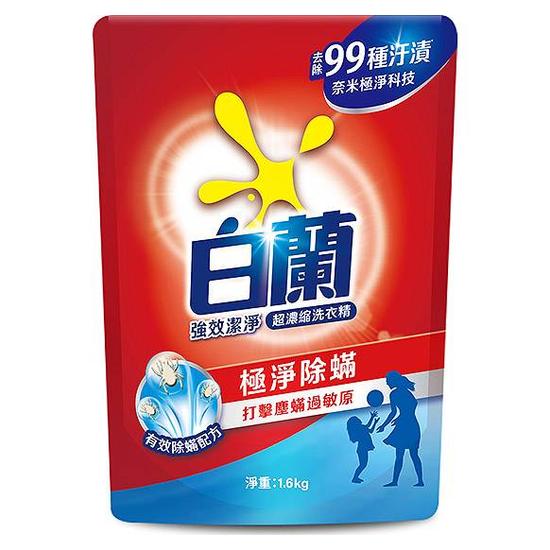 去除
99種汙漬
奈米極淨科技
白蘭
強效潔淨 超濃縮洗衣精
極淨除蟎
打擊塵蟎過敏原
有效除蟎配方
淨重:1.6kg